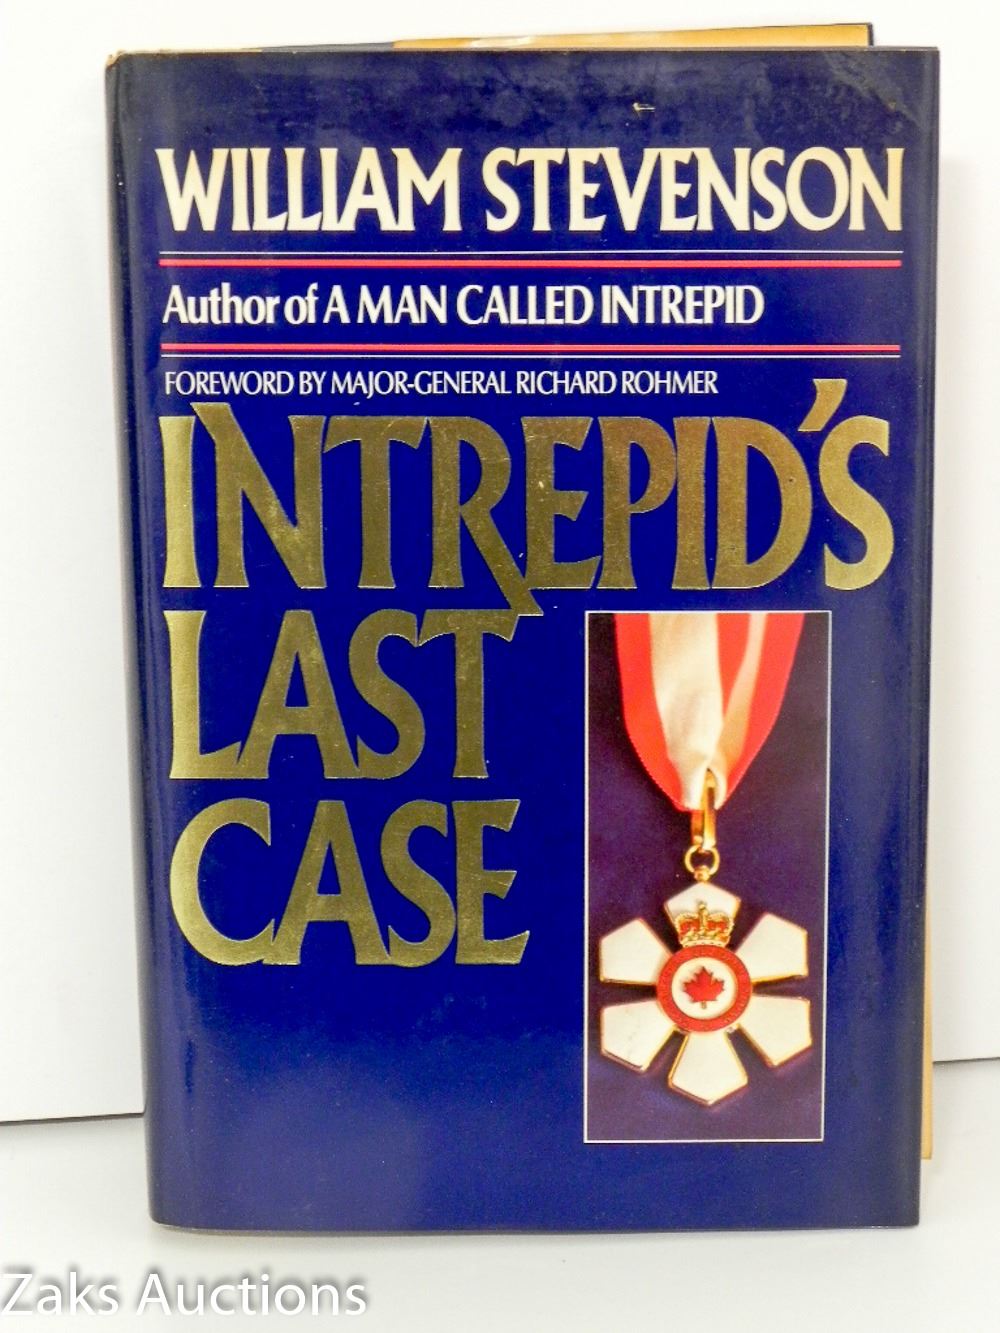 WILLIAM STEVENSON
Author of A MAN CALLED INTREPID
FOREWORD BY MAJOR-GENERAL RICHARD ROHMER
INTREPID'S
LAST
CASE
Zaks Auctions